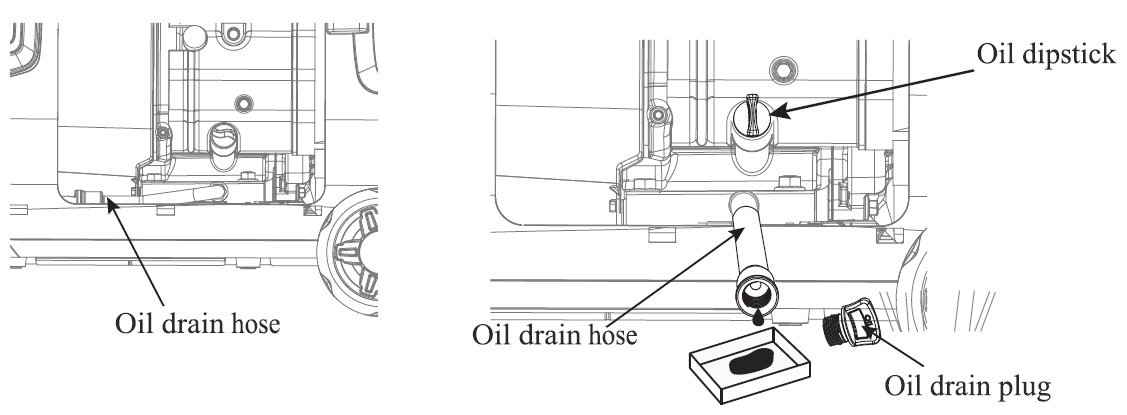 Oil dipstick
Oil drain hose
Oil drain hose
Oil drain plug